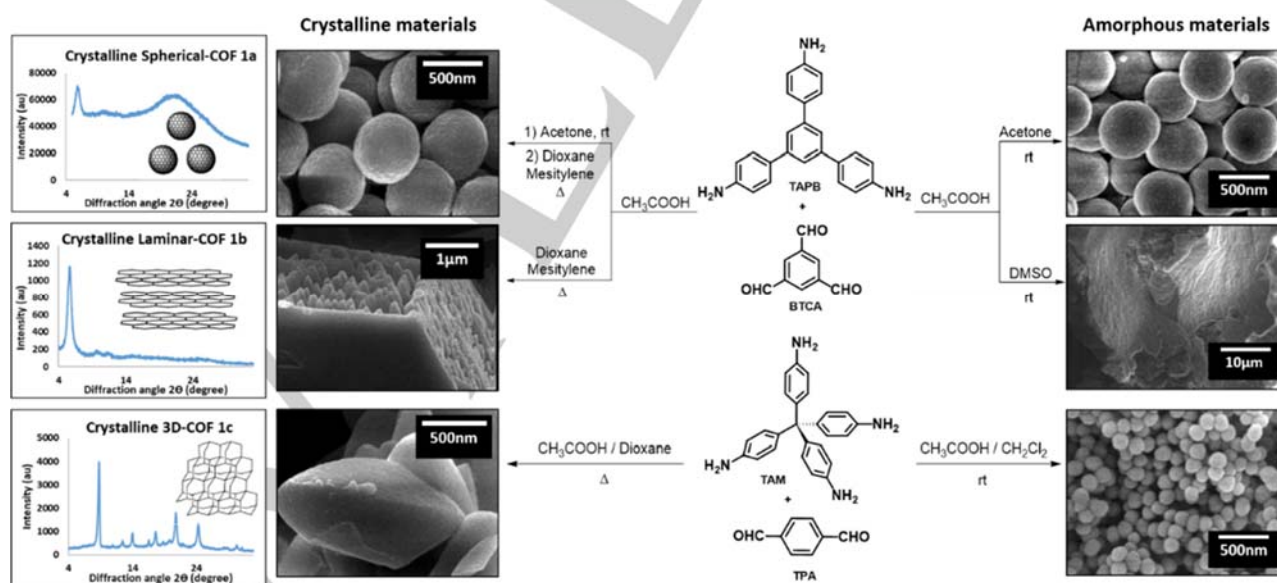 Crystalline materials
Amorphous materials
Crystalline Spherical-COF 1a
Intensity (au)
80000
60000
40000
20000
0
4 14 24
Diffraction angle 2Θ (degree)
500nm
1) Acetone, rt
2) Dioxane
Mesitylene
Δ
CH3COOH
NH2
H2N
NH2
TAPB
+
CHO
OHC
CHO
BTCA
CH3COOH
Acetone
rt
500nm
Crystalline Laminar-COF 1b
Intensity (au)
1400
1200
1000
800
600
400
200
0
4 14 24
Diffraction angle 2Θ (degree)
1µm
Dioxane
Mesitylene
Δ
DMSO
rt
10µm
Crystalline 3D-COF 1c
Intensity (au)
5000
4000
3000
2000
1000
0
4 14 24
Diffraction angle 2Θ (degree)
500nm
CH3COOH / Dioxane
Δ
NH2
NH2
H2N
NH2
TAM
+
OHC
CHO
TPA
CH3COOH / CH2Cl2
rt
500nm